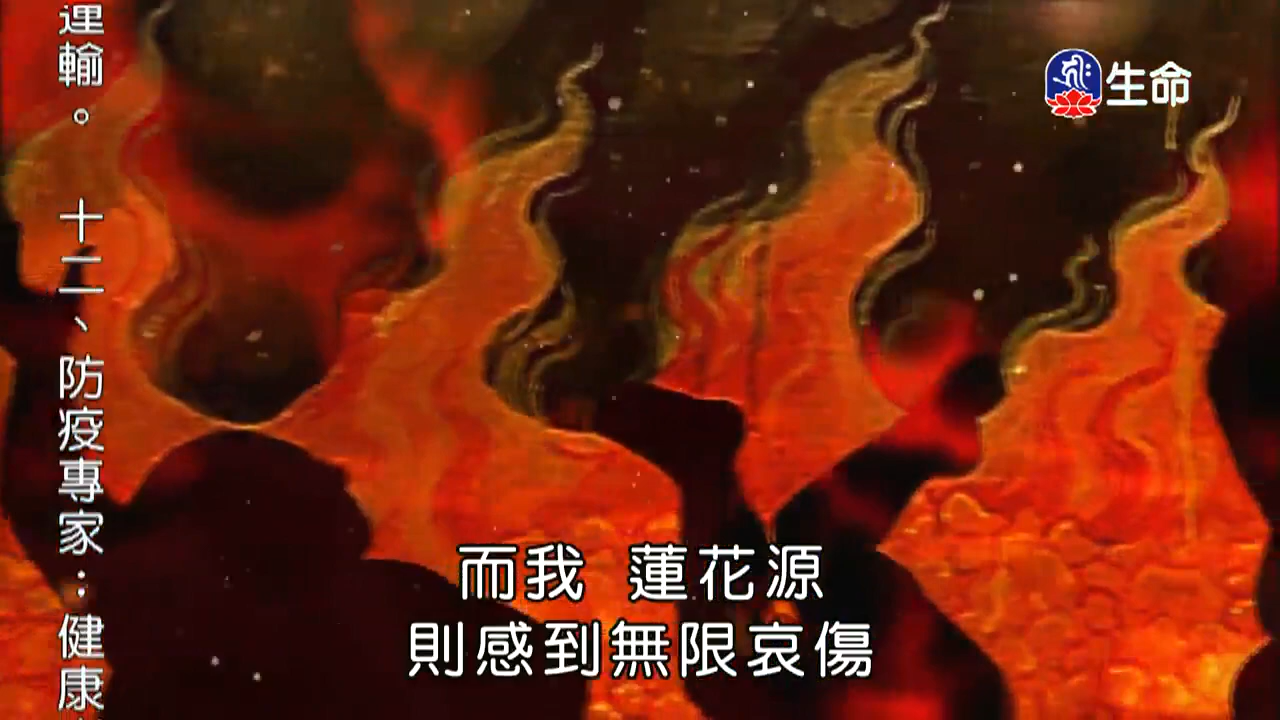 運輸。 十二、防疫專家：健康
生命
而我 蓮花源
則感到無限哀傷